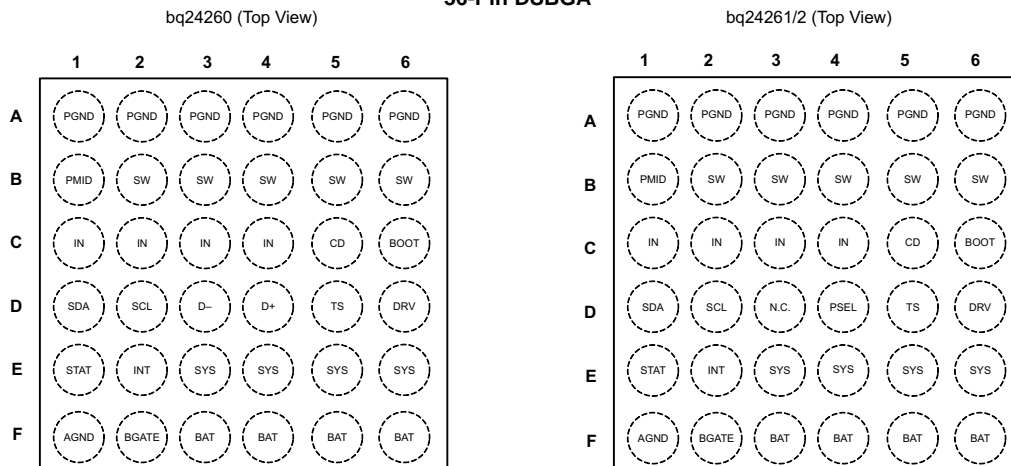 36-Pin DSBGA
bq24260 (Top View)
1 2 3 4 5 6
A PGND PGND PGND PGND PGND PGND
B PMID SW SW SW SW SW
C IN IN IN IN CD BOOT
D SDA SCL D– D+ TS DRV
E STAT INT SYS SYS SYS SYS
F AGND BGATE BAT BAT BAT BAT
bq24261/2 (Top View)
1 2 3 4 5 6
A PGND PGND PGND PGND PGND PGND
B PMID SW SW SW SW SW
C IN IN IN IN CD BOOT
D SDA SCL N.C. PSEL TS DRV
E STAT INT SYS SYS SYS SYS
F AGND BGATE BAT BAT BAT BAT